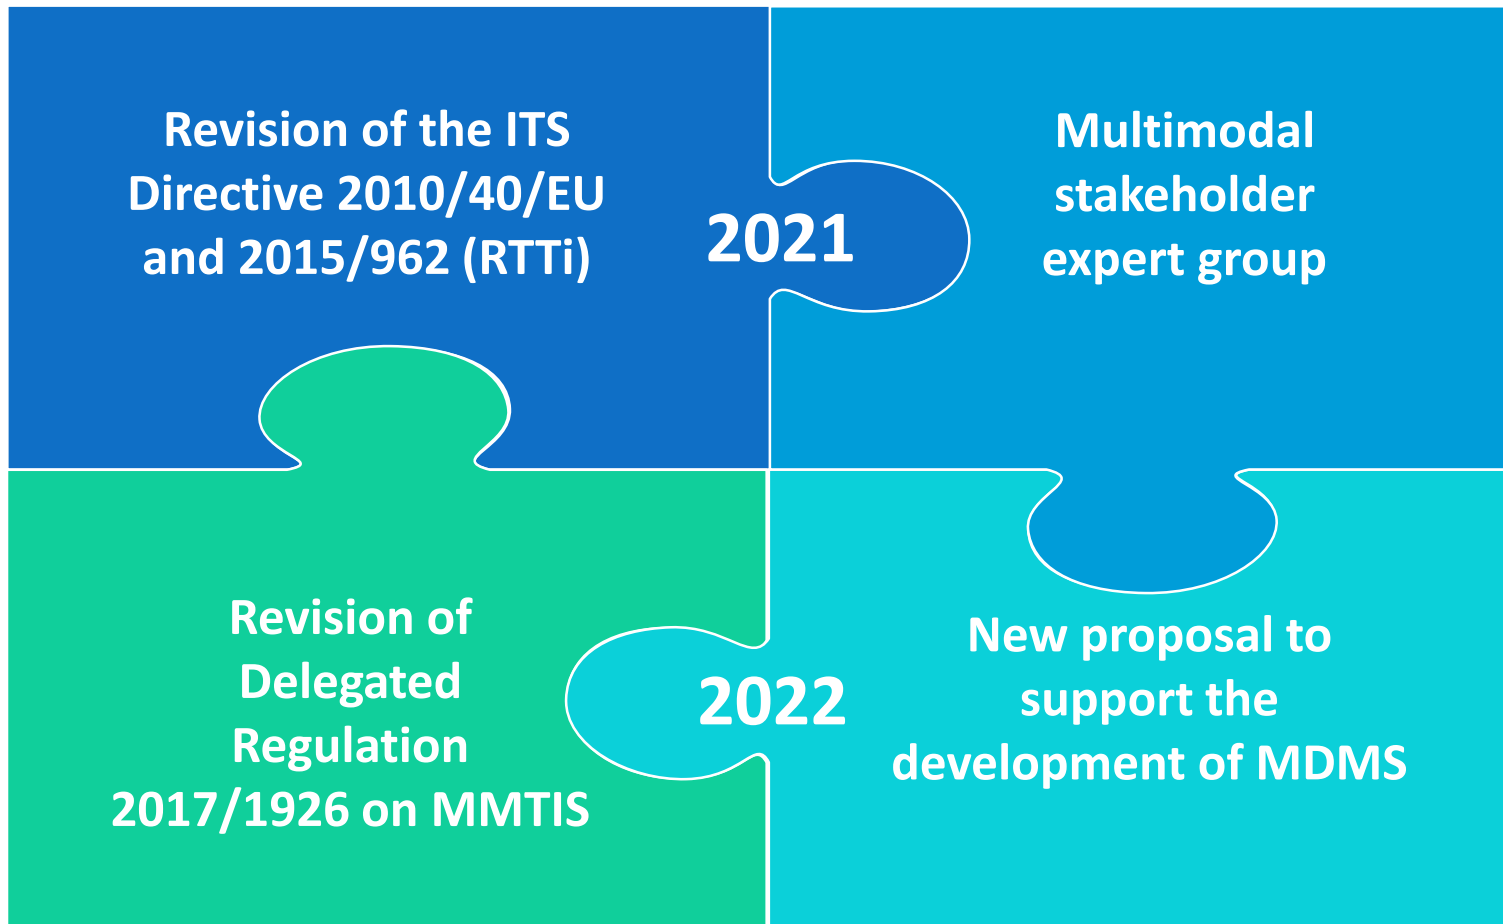 Revision of the ITS
Directive 2010/40/EU
and 2015/962 (RTTi)
2021
Multimodal
stakeholder
expert group
Revision of
Delegated
Regulation
2017/1926 on MMTIS
2022
New proposal to
support the
development of MDMS